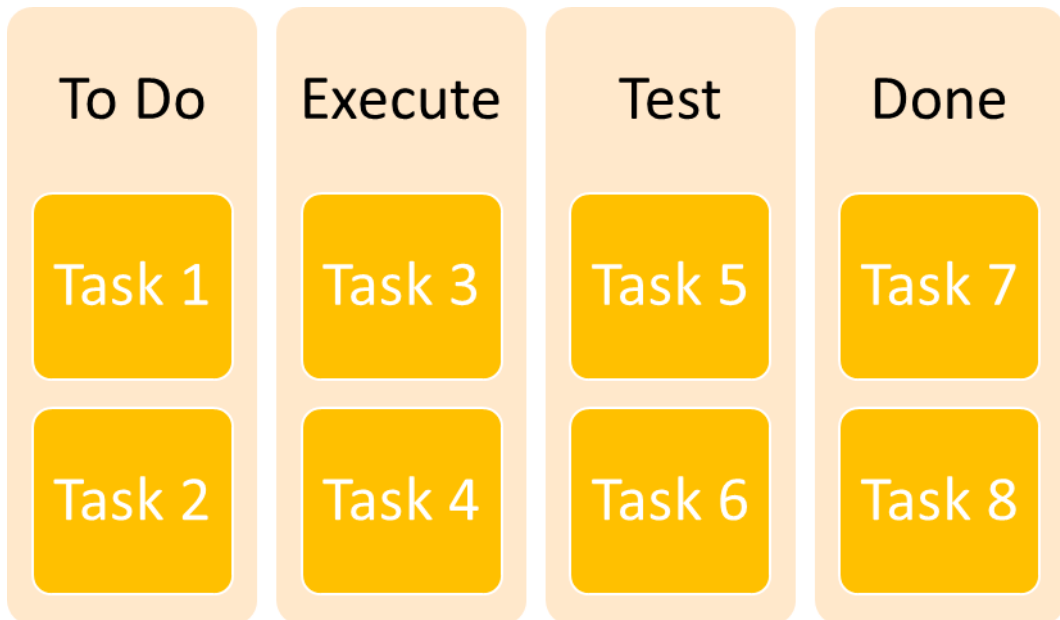 To Do
Task 1
Task 2
Execute
Task 3
Task 4
Test
Task 5
Task 6
Done
Task 7
Task 8